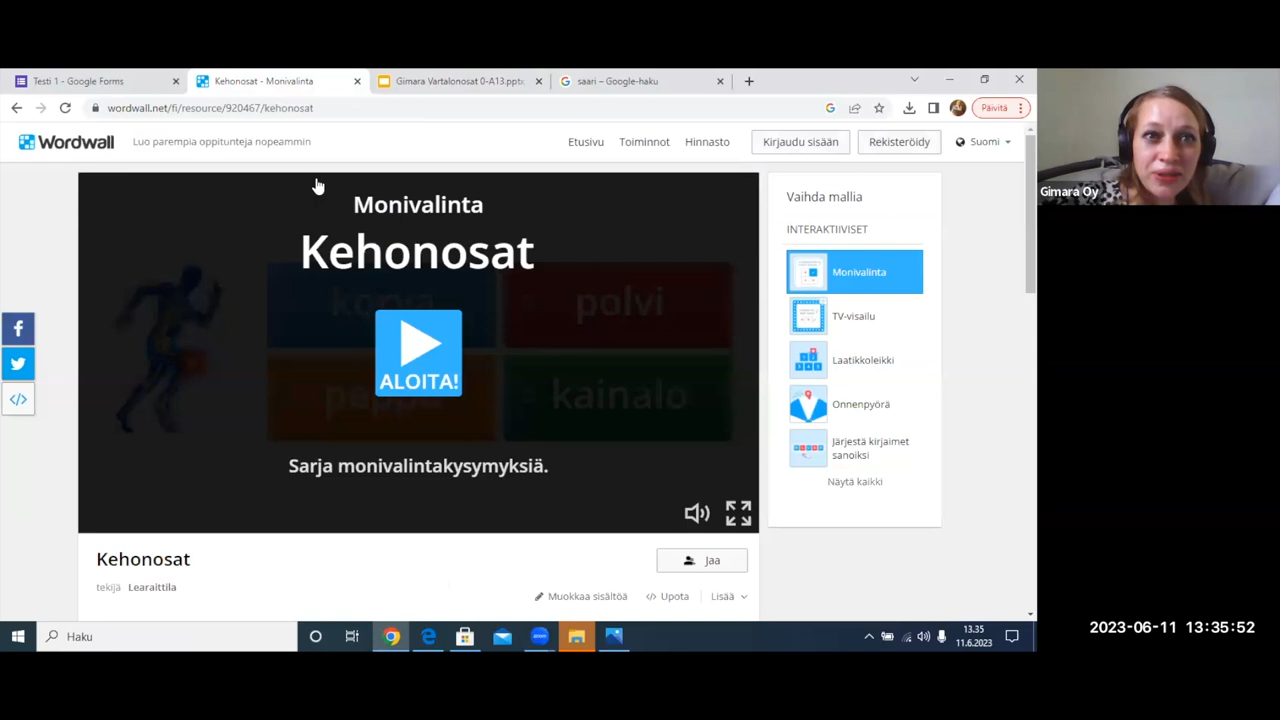 Testi 1 - Google Forms
Kehonosat - Monivalinta
Gimara Vartalonosat 0-A13.pptx
saari – Google-haku
wordwall.net/fi/resource/920467/kehonosat
Päivitä
Wordwall
Luo parempia oppitunteja nopeammin
Etusivu
Toiminnot
Hinnasto
Kirjaudu sisään
Rekisteröidy
Suomi
Monivalinta
Kehonosat
korva
polvi
peppu
kainalo
ALOITA!
Sarja monivalintakysymyksiä.
Vaihda mallia
INTERAKTIIVISET
Monivalinta
TV-visailu
Laatikkoleikki
Onnenpyörä
Järjestä kirjaimet
sanoiksi
Näytä kaikki
Kehonosat
Jaa
tekijä Learaittila
Muokkaa sisältöä
Upota
Lisää
Gimara Oy
Haku
zoom
13.35
11.6.2023
2023-06-11 13:35:52